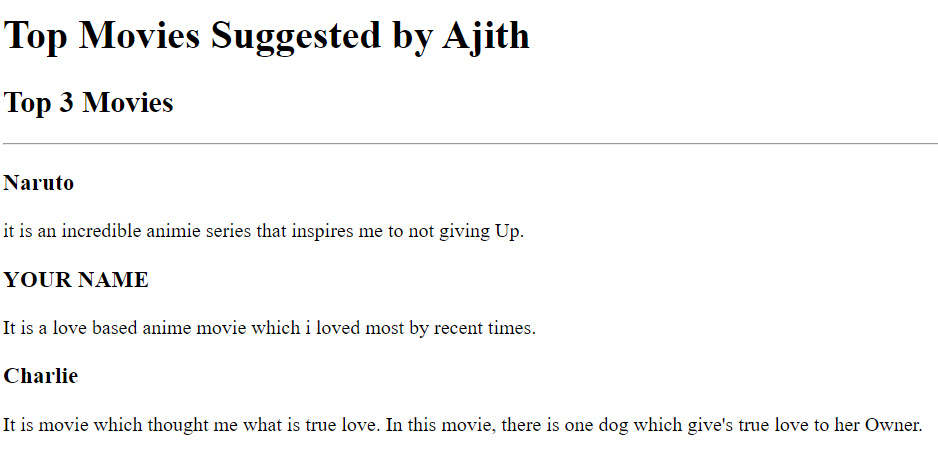 Top Movies Suggested by Ajith
Top 3 Movies
Naruto
it is an incredible animie series that inspires me to not giving Up.
YOUR NAME
It is a love based anime movie which i loved most by recent times.
Charlie
It is movie which thought me what is true love. In this movie, there is one dog which give's true love to her Owner.